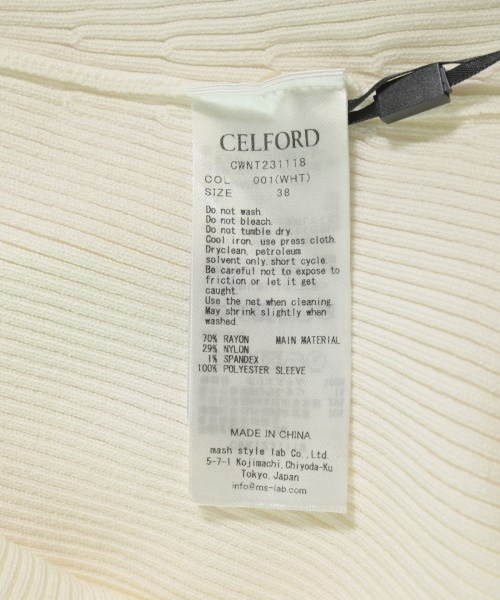 CELFORD
CWNT231118
COL 001(WHT)
SIZE 38
Do not wash.
Do not bleach.
Do not tumble dry.
Cool iron, use press cloth.
Dryclean, petroleum
solvent only,short cycle.
Be careful not to expose to
friction or let it get
caught.
Use the net when cleaning.
May shrink slightly when
washed.
70% RAYON MAIN MATERIAL
29% NYLON
1% SPANDEX
100% POLYESTER SLEEVE
MADE IN CHINA
mash style lab Co.,Ltd.
5-7-1 Kojimachi,Chiyoda-Ku
Tokyo,Japan
info@ms-lab.com